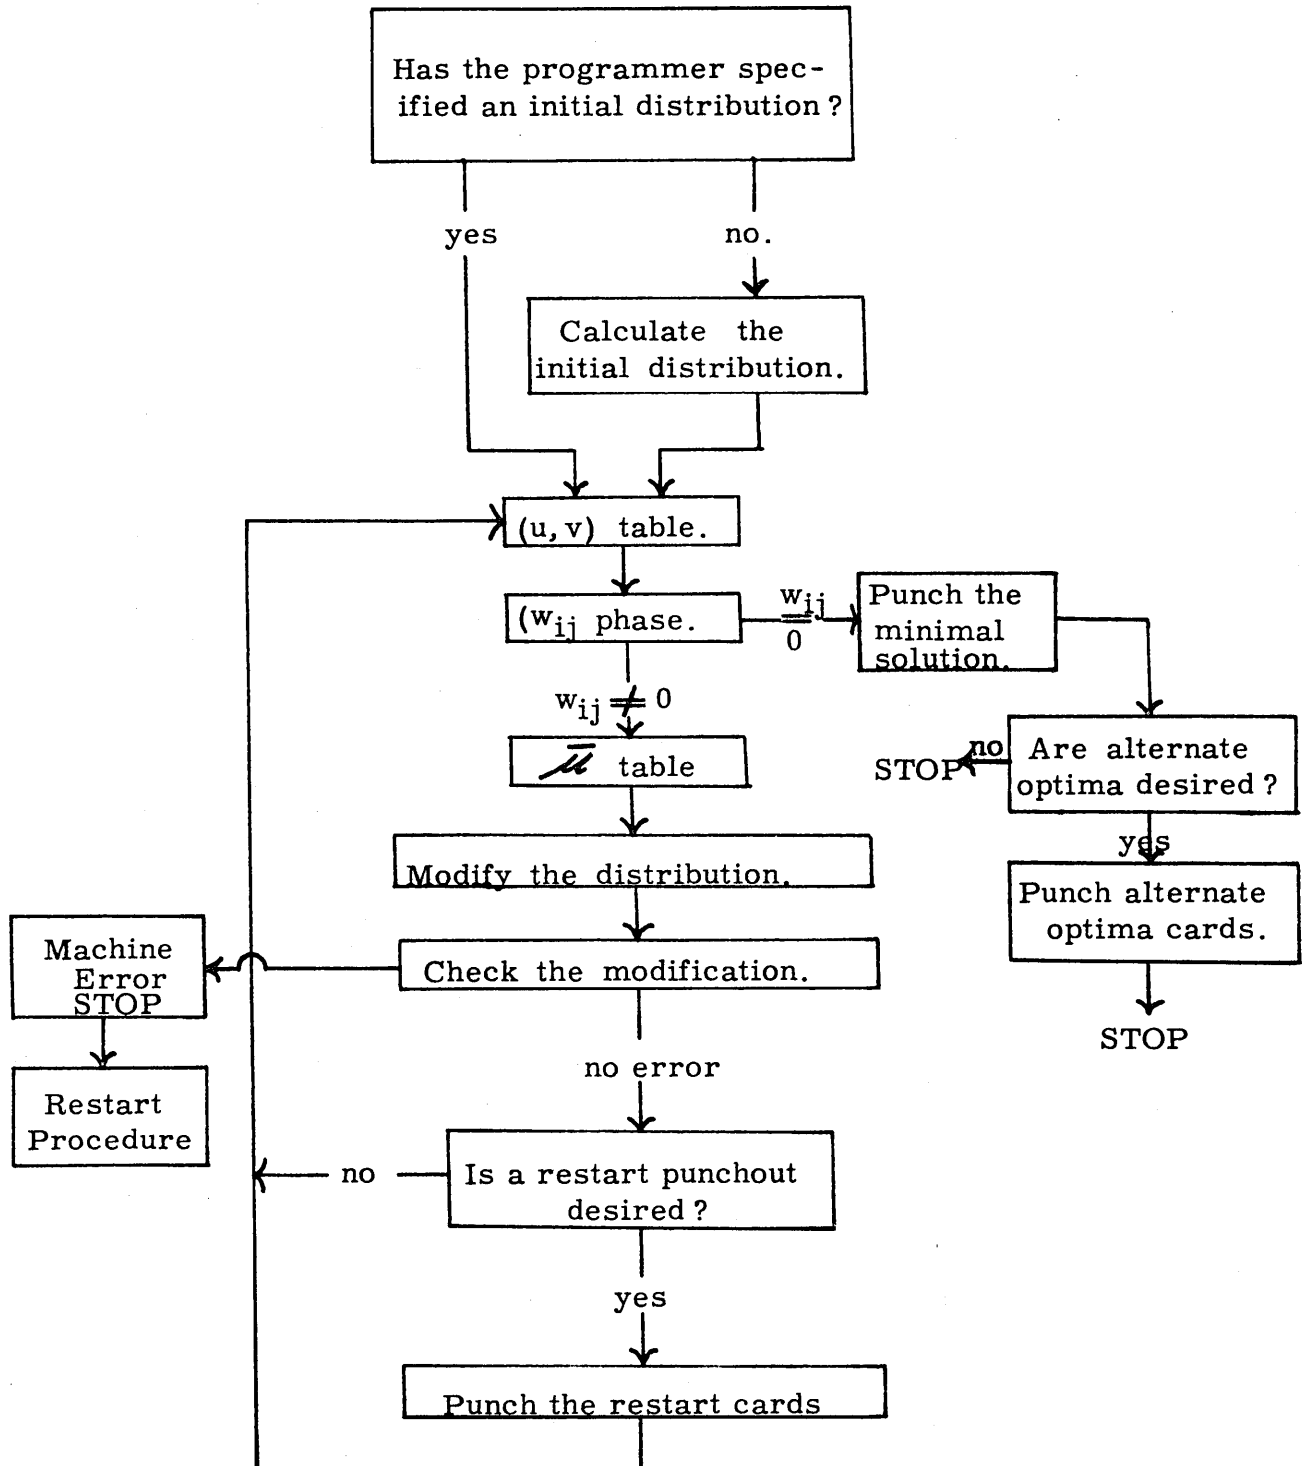 Has the programmer spec-
ified an initial distribution?
yes
no.
Calculate the
initial distribution.
(u, v) table.
(wij phase.
wij
=
0
Punch the
minimal
solution.
wij ≠ 0
μ̄ table
no
STOP
Are alternate
optima desired?
yes
Modify the distribution.
Punch alternate
optima cards.
Machine
Error
STOP
Check the modification.
STOP
no error
Restart
Procedure
no
Is a restart punchout
desired?
yes
Punch the restart cards